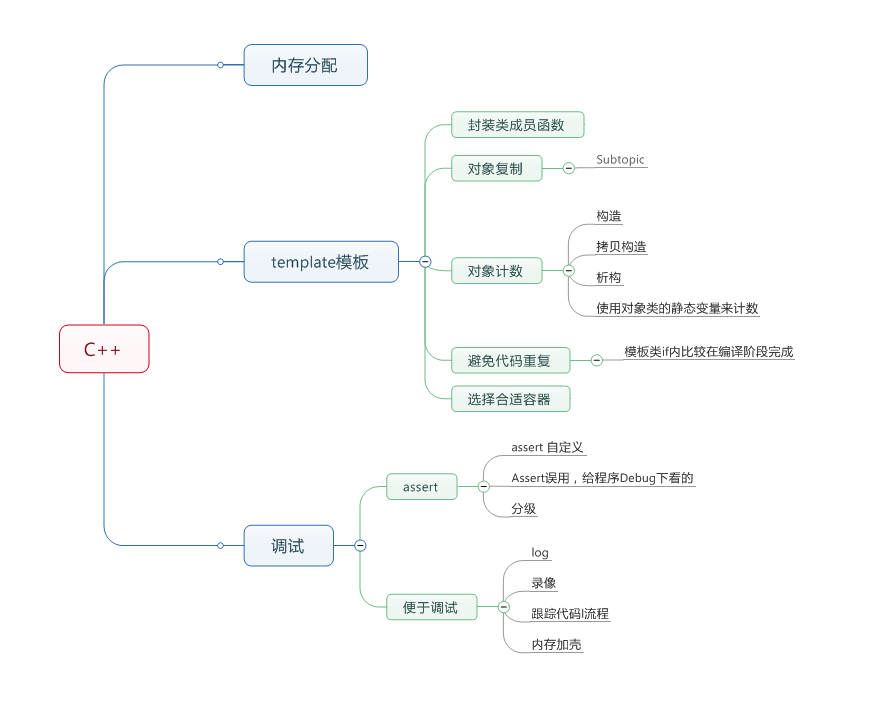 内存分配
封装类成员函数
对象复制
Subtopic
构造
拷贝构造
template模板
对象计数
析构
使用对象类的静态变量来计数
C++
模板类if内比较在编译阶段完成
避免代码重复
选择合适容器
assert 自定义
Assert误用，给程序Debug下看的
assert
分级
调试
log
录像
便于调试
跟踪代码l流程
内存加壳